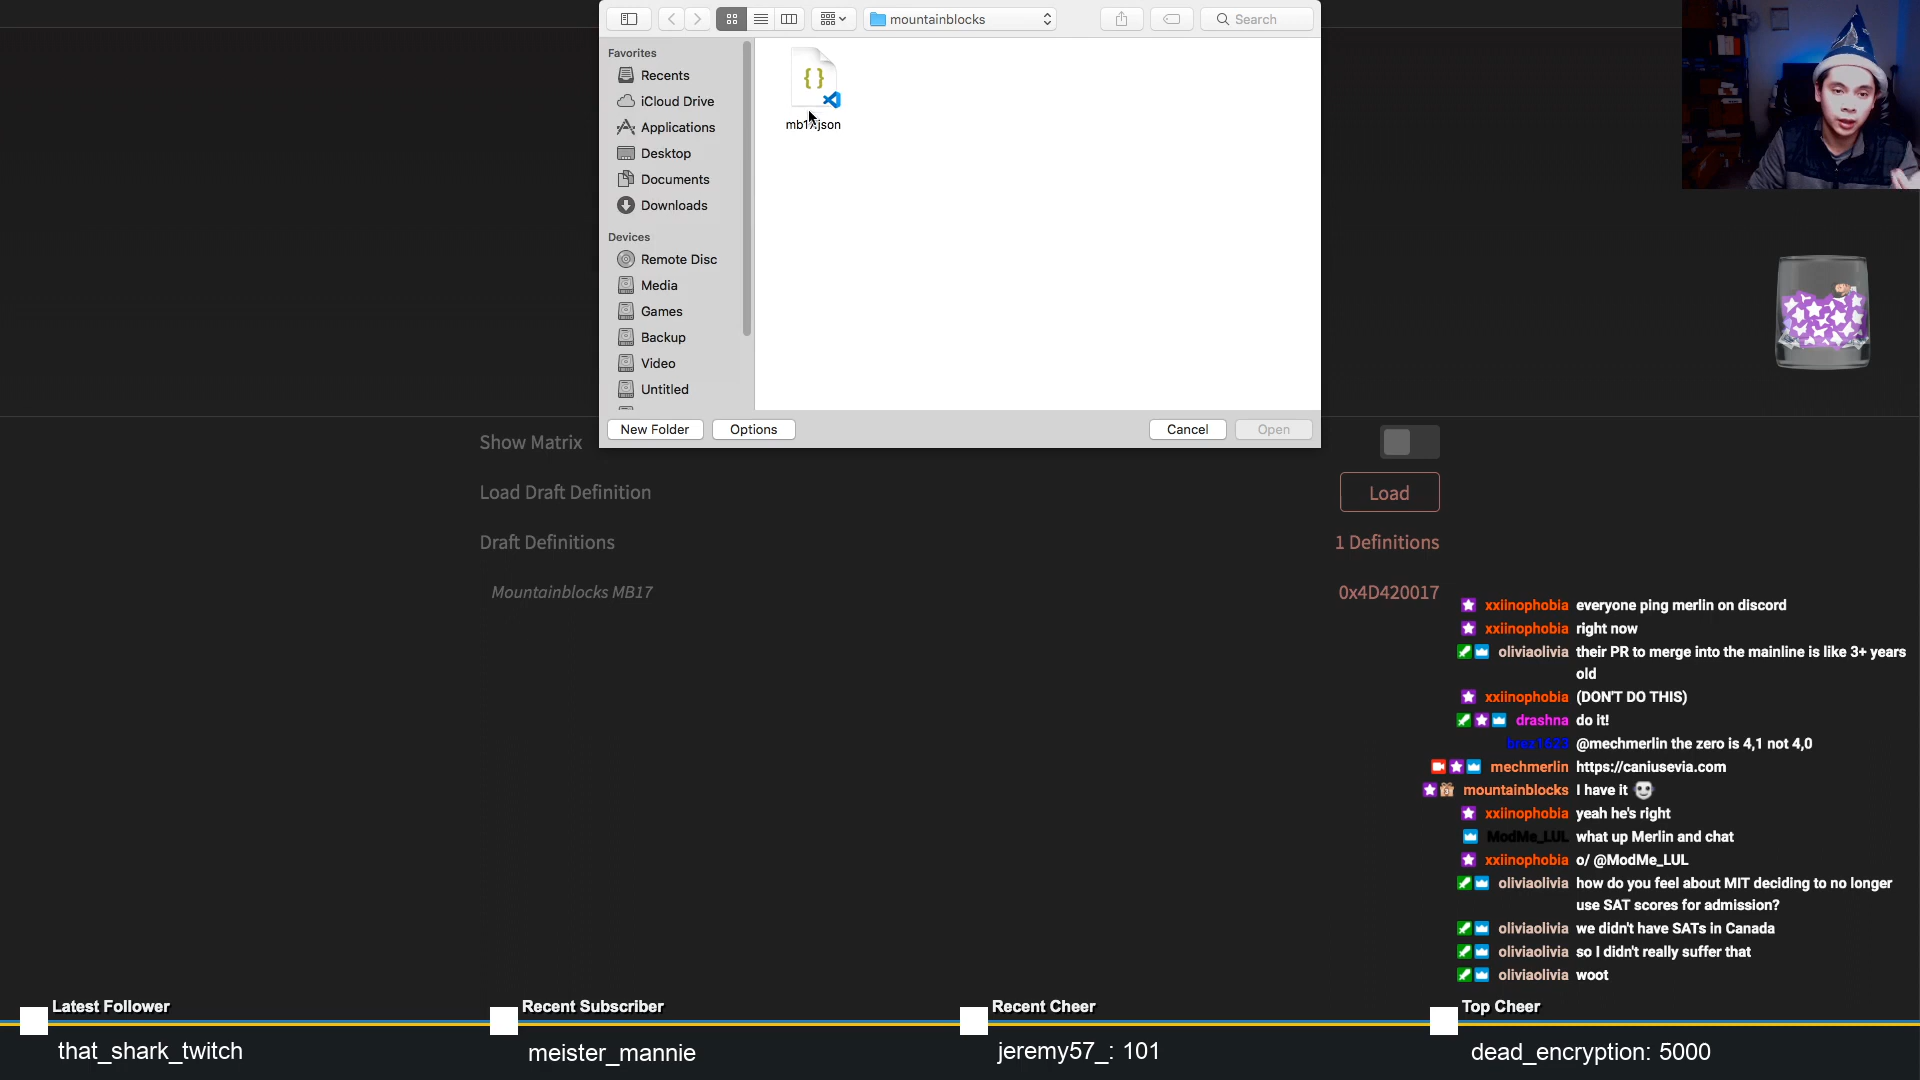 mountainblocks
Search
Favorites
Recents
iCloud Drive
Applications
Desktop
Documents
Downloads
Devices
Remote Disc
Media
Games
Backup
Video
Untitled
mb17.json
New Folder
Options
Cancel
Open
Show Matrix
Load Draft Definition
Load
Draft Definitions
1 Definitions
Mountainblocks MB17
0x4D420017
xxiinophobia everyone ping merlin on discord
xxiinophobia right now
oliviaolivia their PR to merge into the mainline is like 3+ years
old
xxiinophobia (DON'T DO THIS)
drashna do it!
brez1623 @mechmerlin the zero is 4,1 not 4,0
mechmerlin https://caniusevia.com
mountainblocks I have it
xxiinophobia yeah he's right
ModMe_LUL what up Merlin and chat
xxiinophobia o/ @ModMe_LUL
oliviaolivia how do you feel about MIT deciding to no longer
use SAT scores for admission?
oliviaolivia we didn't have SATs in Canada
oliviaolivia so I didn't really suffer that
oliviaolivia woot
Latest Follower
that_shark_twitch
Recent Subscriber
meister_mannie
Recent Cheer
jeremy57_: 101
Top Cheer
dead_encryption: 5000